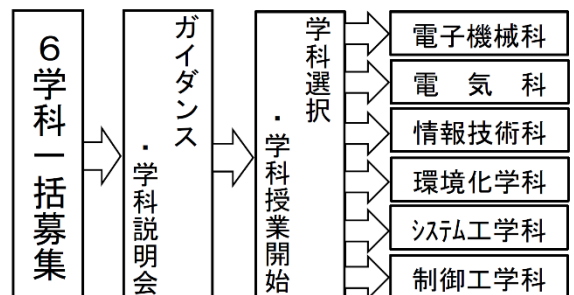 ６学科一括募集
ガイダンス
・学科説明会
学科選択
・学科授業開始
電子機械科
電　気　科
情報技術科
環境化学科
ｼｽﾃﾑ工学科
制御工学科